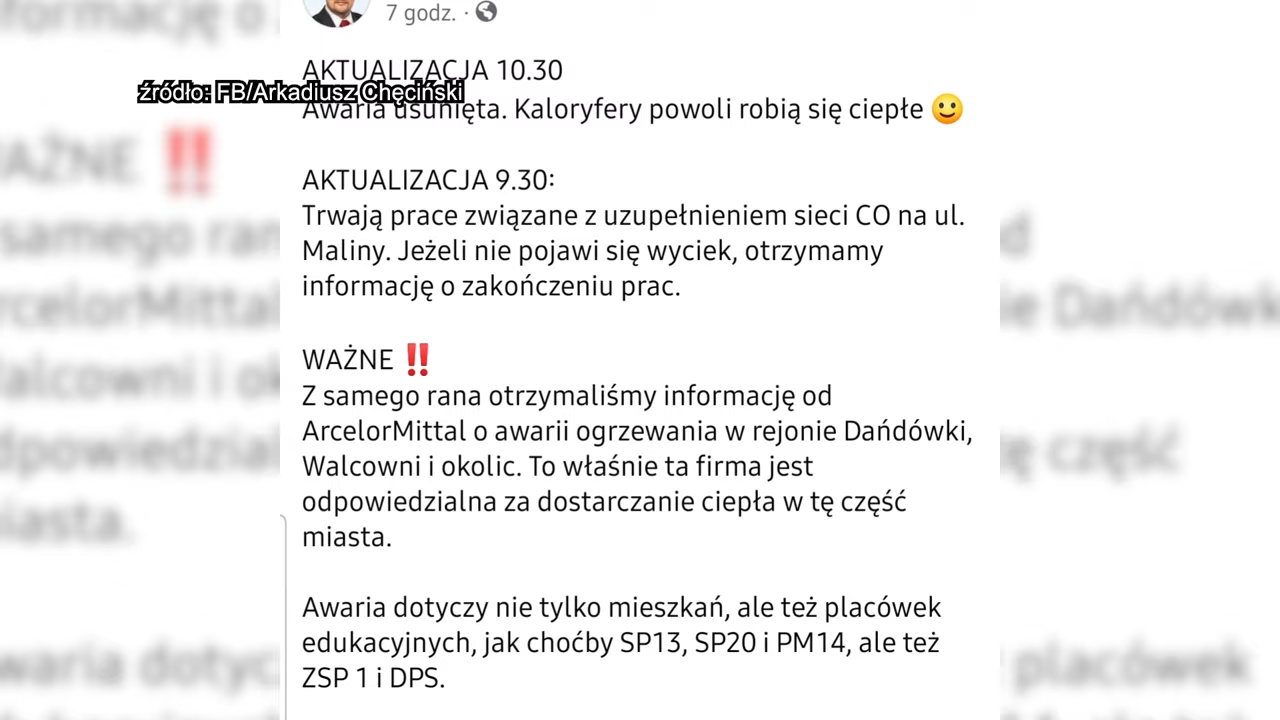 7 godz.
AKTUALIZACJA 10.30
źródło: FB/Arkadiusz Chęciński
Awaria usunięta. Kaloryfery powoli robią się ciepłe 🙂
AKTUALIZACJA 9.30:
Trwają prace związane z uzupełnieniem sieci CO na ul.
Maliny. Jeżeli nie pojawi się wyciek, otrzymamy
informację o zakończeniu prac.
WAŻNE ‼️
Z samego rana otrzymaliśmy informację od
ArcelorMittal o awarii ogrzewania w rejonie Dańdówki,
Walcowni i okolic. To właśnie ta firma jest
odpowiedzialna za dostarczanie ciepła w tę część
miasta.
Awaria dotyczy nie tylko mieszkań, ale też placówek
edukacyjnych, jak choćby SP13, SP20 i PM14, ale też
ZSP 1 i DPS.